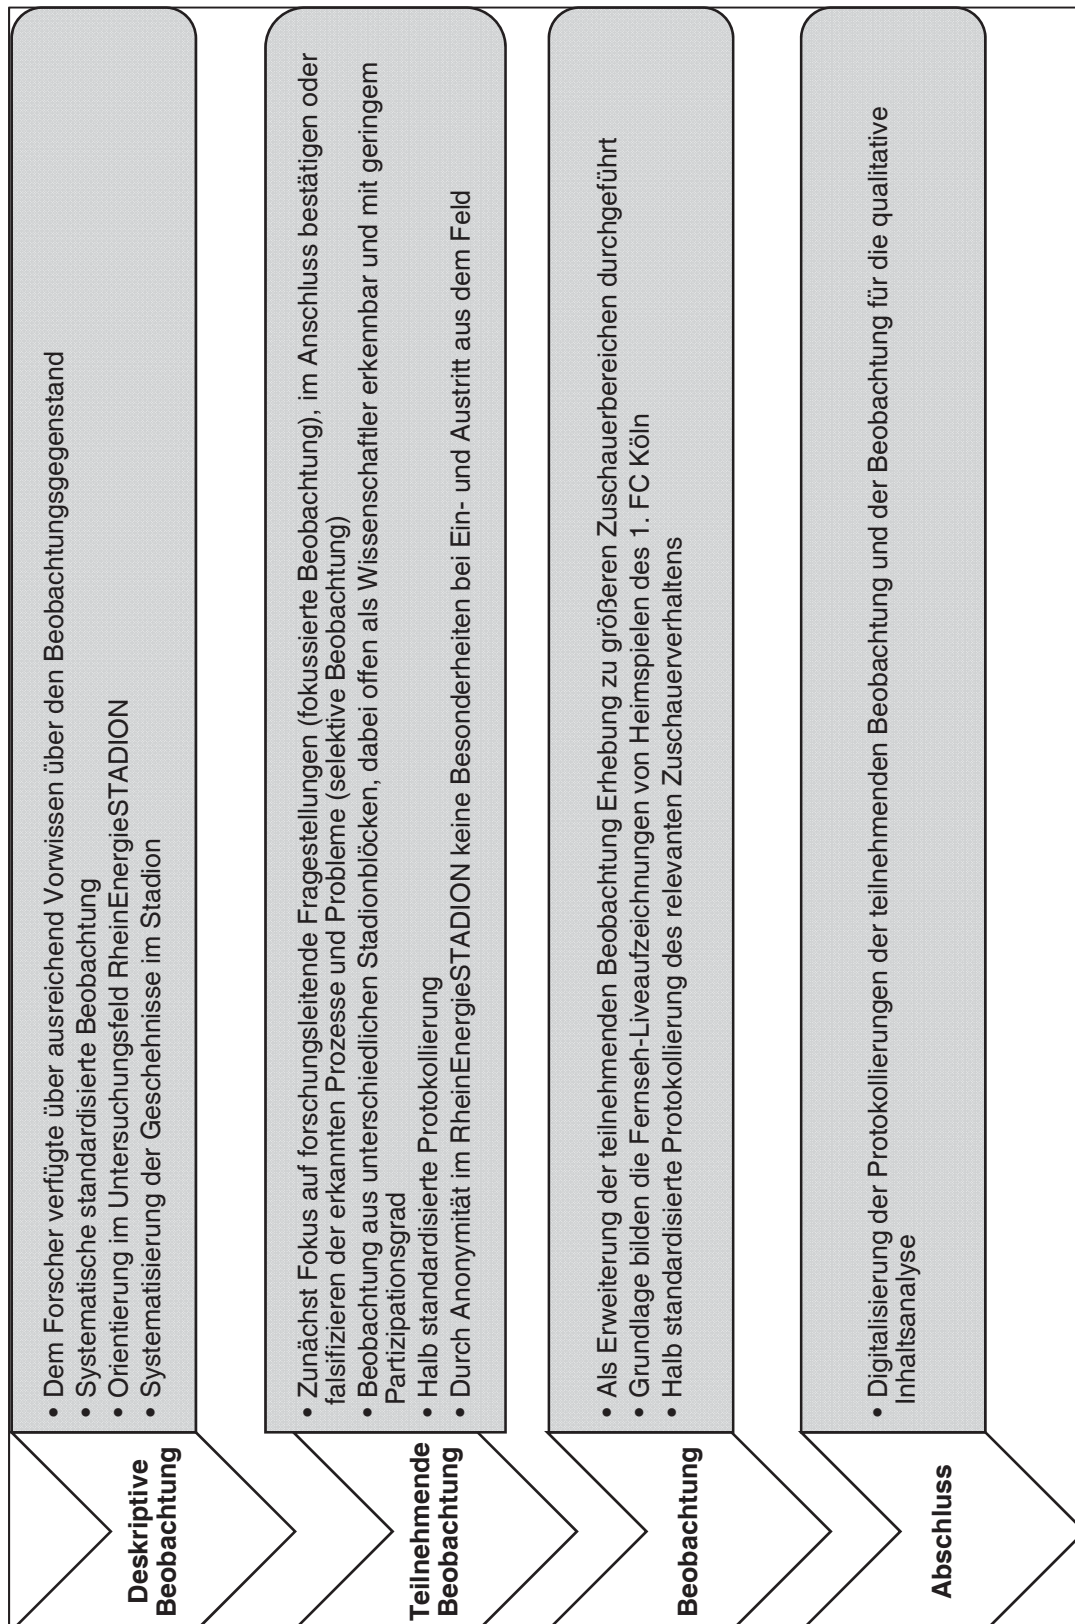 Deskriptive
Beobachtung
• Dem Forscher verfügte über ausreichend Vorwissen über den Beobachtungsgegenstand
• Systematische standardisierte Beobachtung
• Orientierung im Untersuchungsfeld RheinEnergieSTADION
• Systematisierung der Geschehnisse im Stadion
Teilnehmende
Beobachtung
• Zunächst Fokus auf forschungsleitende Fragestellungen (fokussierte Beobachtung), im Anschluss bestätigen oder
falsifizieren der erkannten Prozesse und Probleme (selektive Beobachtung)
• Beobachtung aus unterschiedlichen Stadionblöcken, dabei offen als Wissenschaftler erkennbar und mit geringem
Partizipationsgrad
• Halb standardisierte Protokollierung
• Durch Anonymität im RheinEnergieSTADION keine Besonderheiten bei Ein- und Austritt aus dem Feld
Beobachtung
• Als Erweiterung der teilnehmenden Beobachtung Erhebung zu größeren Zuschauerbereichen durchgeführt
• Grundlage bilden die Fernseh-Liveaufzeichnungen von Heimspielen des 1. FC Köln
• Halb standardisierte Protokollierung des relevanten Zuschauerverhaltens
Abschluss
• Digitalisierung der Protokollierungen der teilnehmenden Beobachtung und der Beobachtung für die qualitative
Inhaltsanalyse